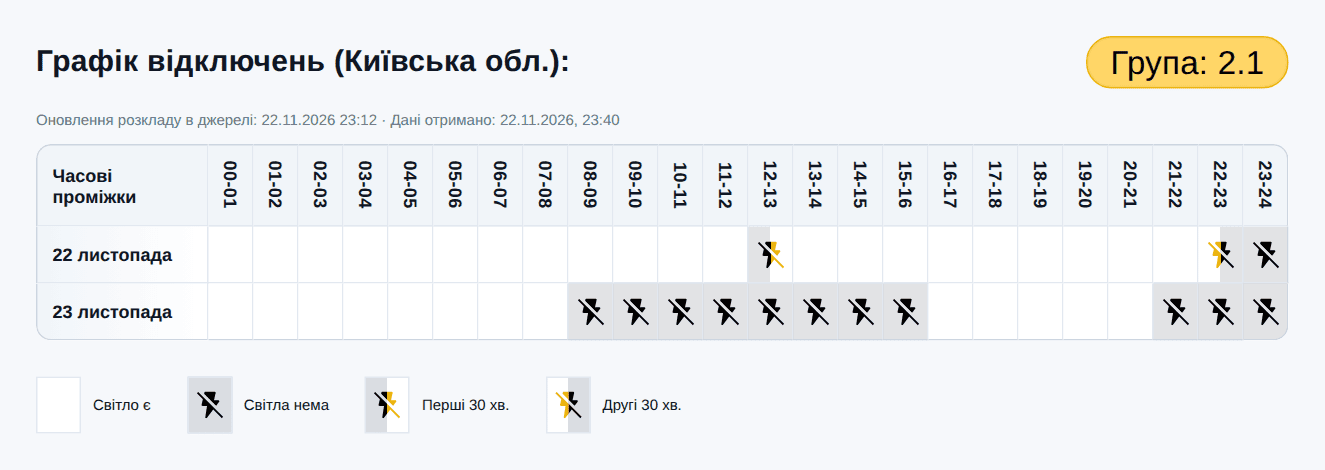 Графік відключень (Київська обл.):
Група: 2.1
Оновлення розкладу в джерелі: 22.11.2026 23:12 · Дані отримано: 22.11.2026, 23:40
Часові
проміжки
00-01
01-02
02-03
03-04
04-05
05-06
06-07
07-08
08-09
09-10
10-11
11-12
12-13
13-14
14-15
15-16
16-17
17-18
18-19
19-20
20-21
21-22
22-23
23-24
22 листопада
23 листопада
Світло є
Світла нема
Перші 30 хв.
Другі 30 хв.